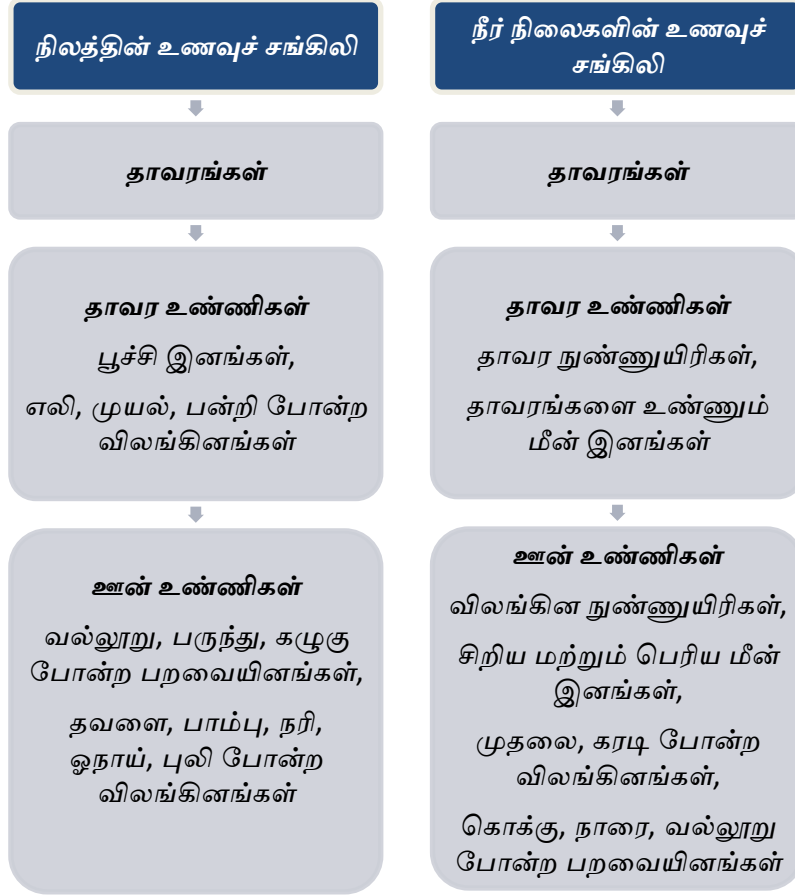 நிலத்தின் உணவுச் சங்கிலி
தாவரங்கள்
தாவர உண்ணிகள்
பூச்சி இனங்கள்,
எலி, முயல், பன்றி போன்ற
விலங்கினங்கள்
ஊன் உண்ணிகள்
வல்லூறு, பருந்து, கழுகு
போன்ற பறவையினங்கள்,
தவளை, பாம்பு, நரி,
ஓநாய், புலி போன்ற
விலங்கினங்கள்
நீர் நிலைகளின் உணவுச்
சங்கிலி
தாவரங்கள்
தாவர உண்ணிகள்
தாவர நுண்ணுயிரிகள்,
தாவரங்களை உண்ணும்
மீன் இனங்கள்
ஊன் உண்ணிகள்
விலங்கின நுண்ணுயிரிகள்,
சிறிய மற்றும் பெரிய மீன்
இனங்கள்,
முதலை, கரடி போன்ற
விலங்கினங்கள்,
கொக்கு, நாரை, வல்லூறு
போன்ற பறவையினங்கள்